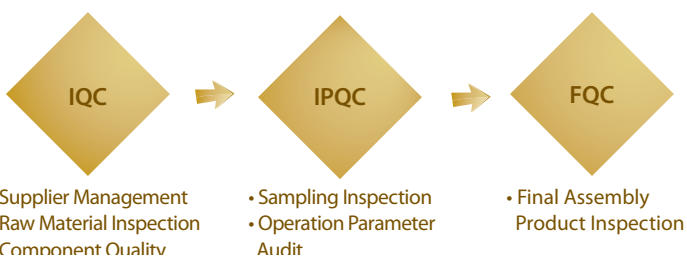 IQC
IPQC
FQC
Supplier Management
Raw Material Inspection
Component Quality
• Sampling Inspection
• Operation Parameter
Audit
• Final Assembly
Product Inspection